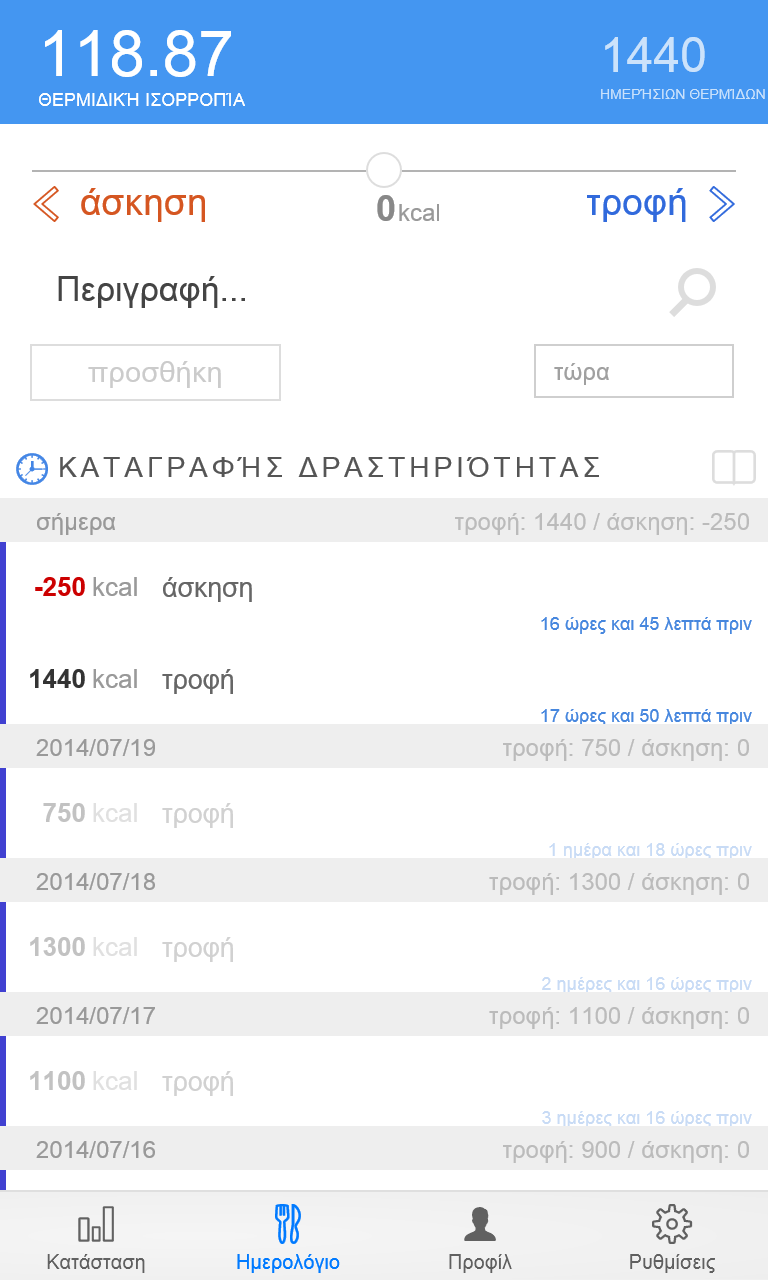 118.87
1440
ΘΕΡΜΙΔΙΚΉ ΙΣΟΡΡΟΠΊΑ
ΗΜΕΡΉΣΙΩΝ ΘΕΡΜΊΔΩΝ
άσκηση
0 kcal
τροφή
Περιγραφή...
προσθήκη
τώρα
ΚΑΤΑΓΡΑΦΉΣ ΔΡΑΣΤΗΡΙΌΤΗΤΑΣ
σήμερα τροφή: 1440 / άσκηση: -250
-250 kcal άσκηση
16 ώρες και 45 λεπτά πριν
1440 kcal τροφή
17 ώρες και 50 λεπτά πριν
2014/07/19 τροφή: 750 / άσκηση: 0
750 kcal τροφή
1 ημέρα και 18 ώρες πριν
2014/07/18 τροφή: 1300 / άσκηση: 0
1300 kcal τροφή
2 ημέρες και 16 ώρες πριν
2014/07/17 τροφή: 1100 / άσκηση: 0
1100 kcal τροφή
3 ημέρες και 16 ώρες πριν
2014/07/16 τροφή: 900 / άσκηση: 0
Κατάσταση Ημερολόγιο Προφίλ Ρυθμίσεις